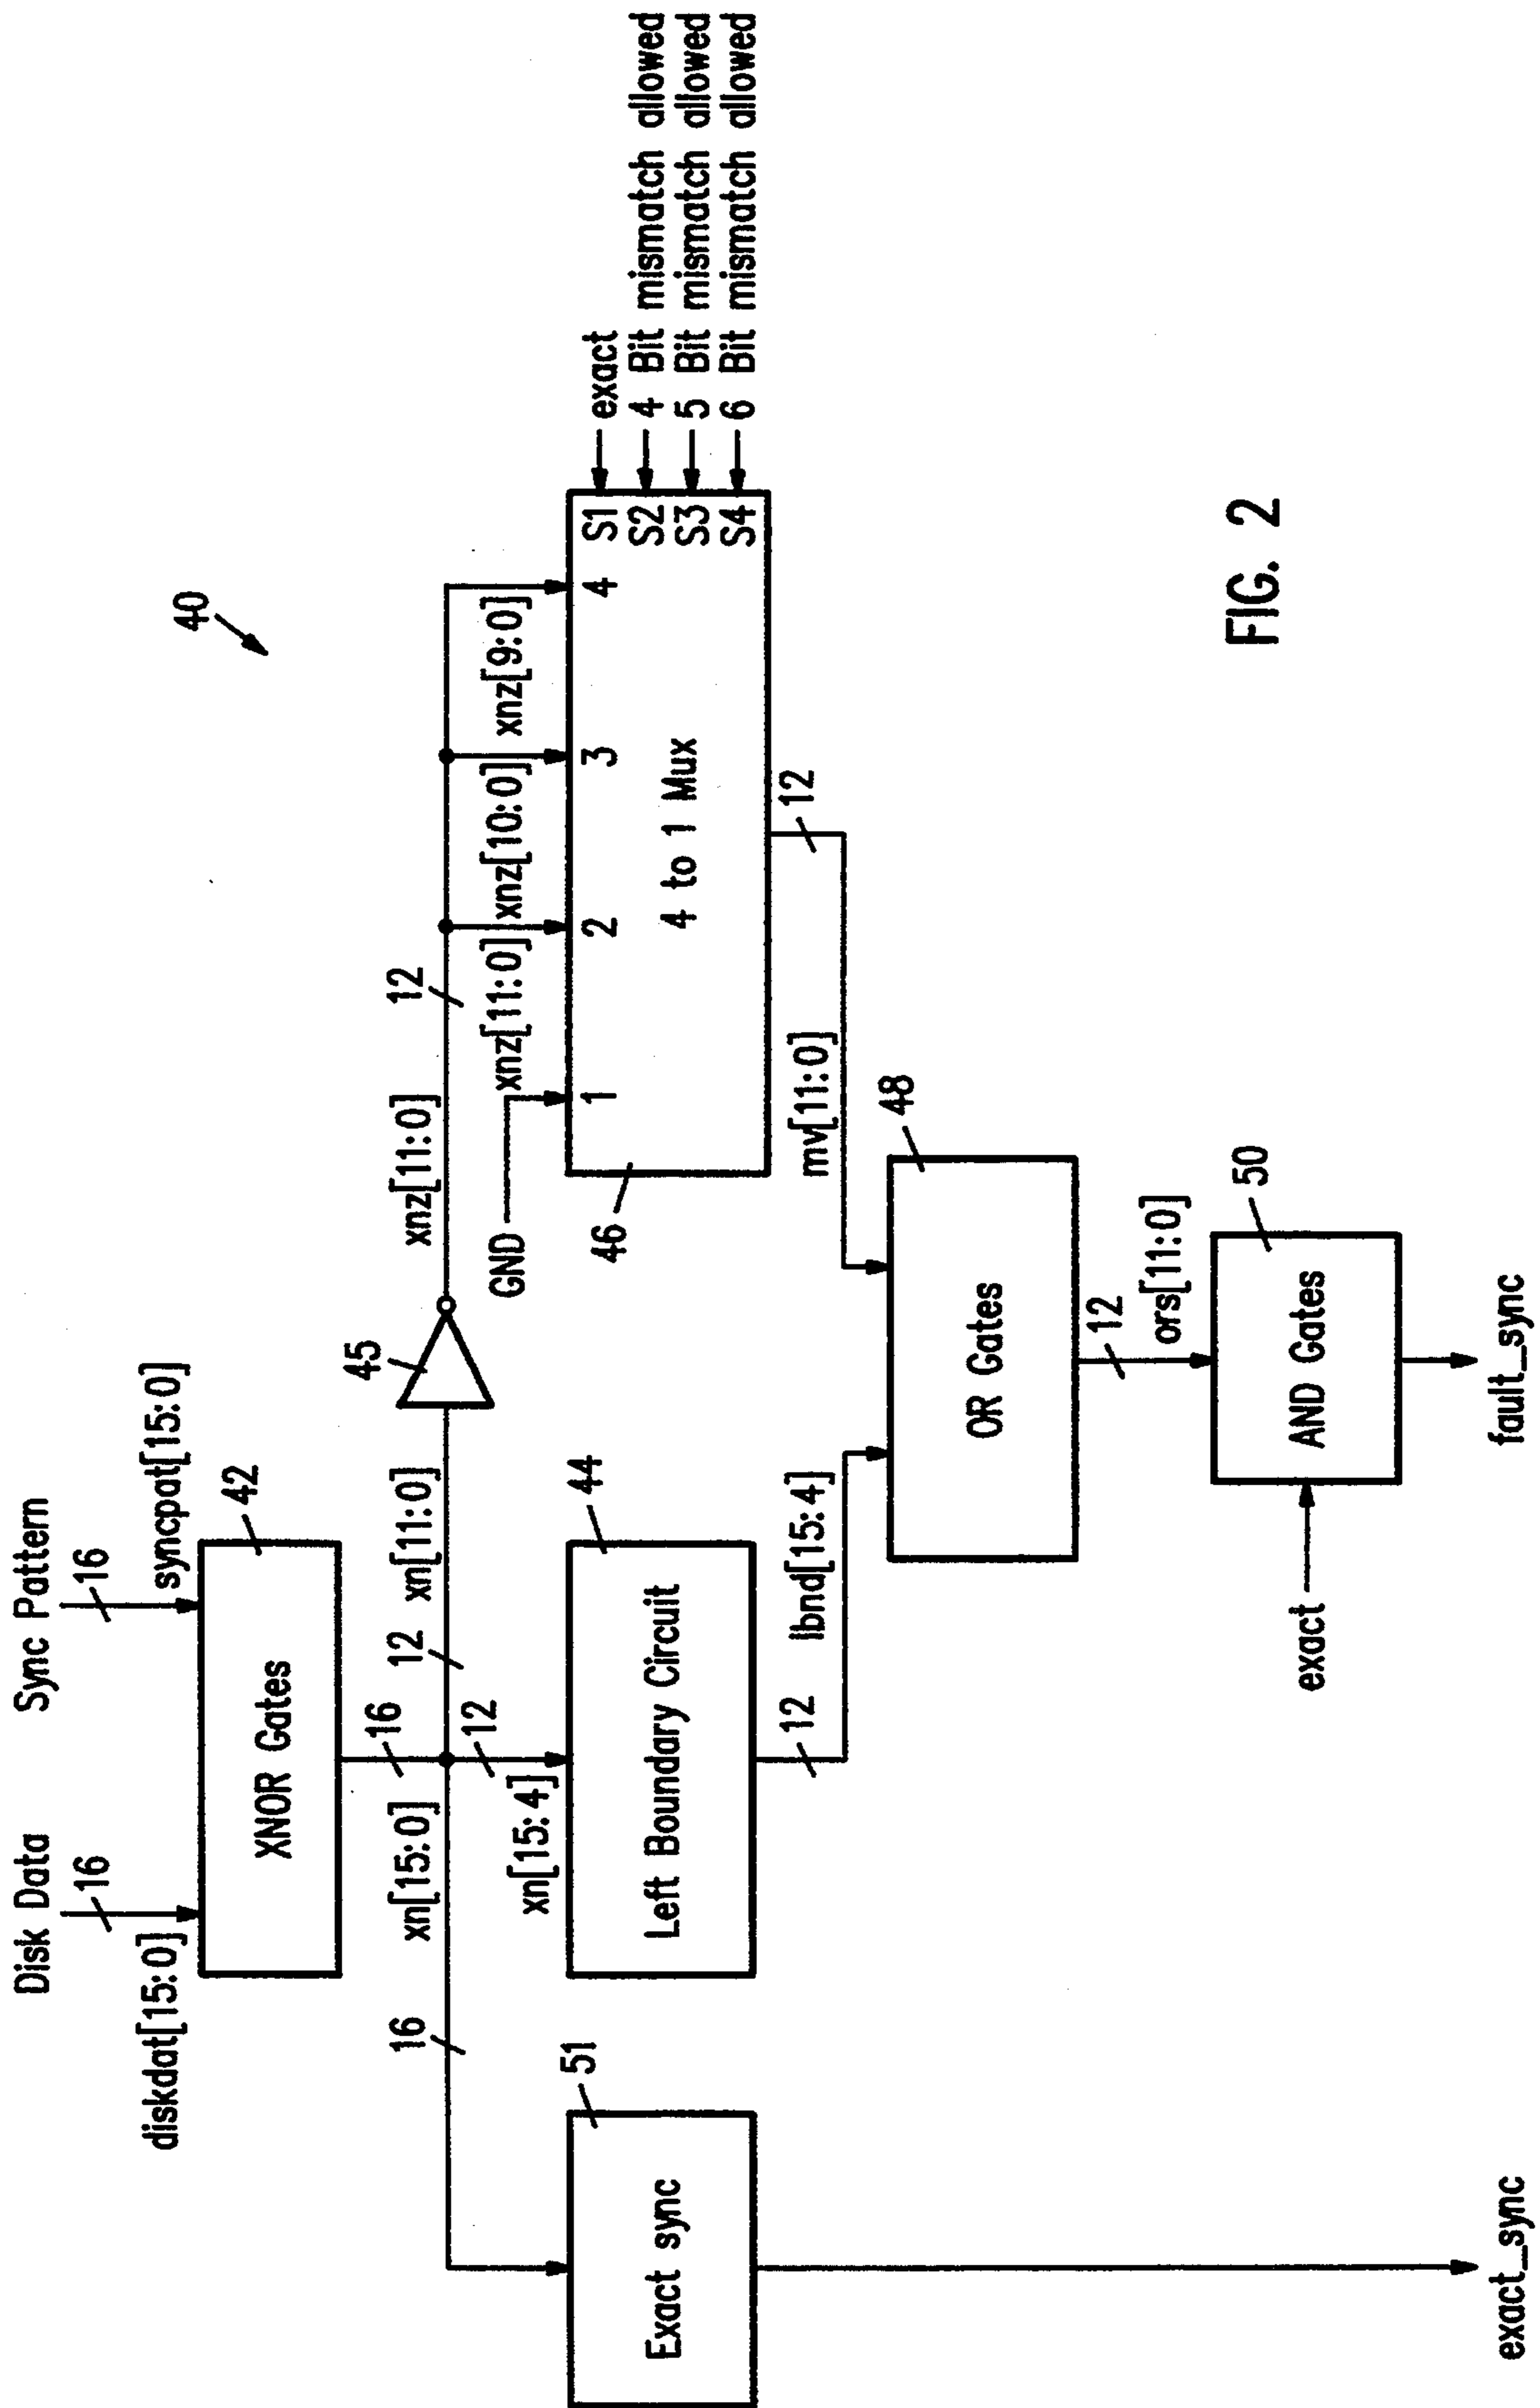 40
Disk Data
Sync Pattern
16
16
diskdat[15:0]
syncpat[15:0]
XNOR Gates
42
16
xn[15:0]
16
12
xn[11:0]
45
xnz[11:0]
12
12
xn[15:4]
GND
xnz[11:0]
xnz[10:0]
xnz[9:0]
Exact sync
51
Left Boundary Circuit
44
1
2
3
4
4 to 1 Mux
46
S1
S2
S3
S4
exact
4 Bit mismatch allowed
5 Bit mismatch allowed
6 Bit mismatch allowed
12
lbnd[15:4]
mv[11:0]
12
OR Gates
48
12
ors[11:0]
exact
AND Gates
50
exact_sync
fault_sync
FIG. 2